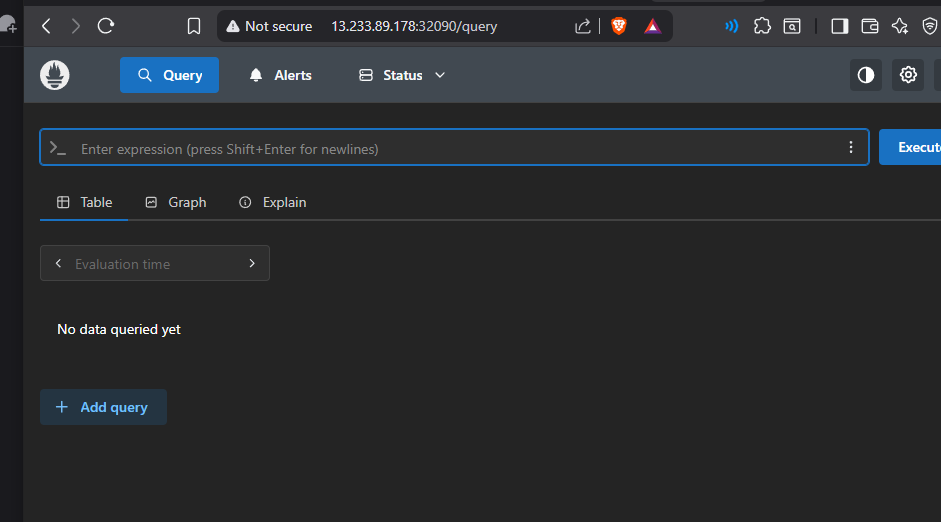 Not secure 13.233.89.178:32090/query
Query Alerts Status
Enter expression (press Shift+Enter for newlines)
Execut
Table Graph Explain
Evaluation time
No data queried yet
Add query